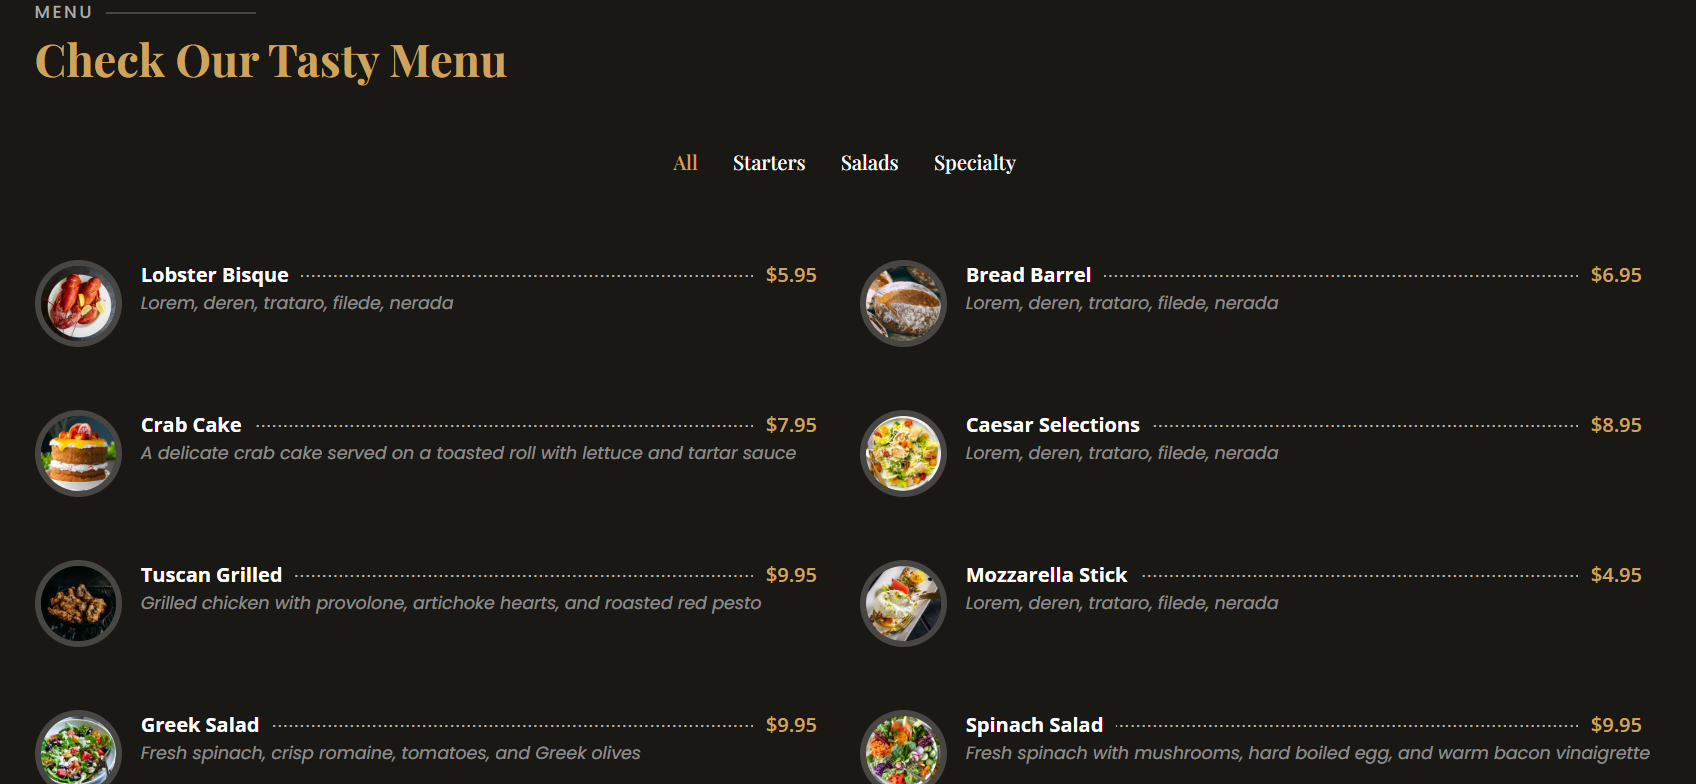 MENU
Check Our Tasty Menu
All Starters Salads Specialty
Lobster Bisque $5.95
Lorem, deren, trataro, filede, nerada
Bread Barrel $6.95
Lorem, deren, trataro, filede, nerada
Crab Cake $7.95
A delicate crab cake served on a toasted roll with lettuce and tartar sauce
Caesar Selections $8.95
Lorem, deren, trataro, filede, nerada
Tuscan Grilled $9.95
Grilled chicken with provolone, artichoke hearts, and roasted red pesto
Mozzarella Stick $4.95
Lorem, deren, trataro, filede, nerada
Greek Salad $9.95
Fresh spinach, crisp romaine, tomatoes, and Greek olives
Spinach Salad $9.95
Fresh spinach with mushrooms, hard boiled egg, and warm bacon vinaigrette